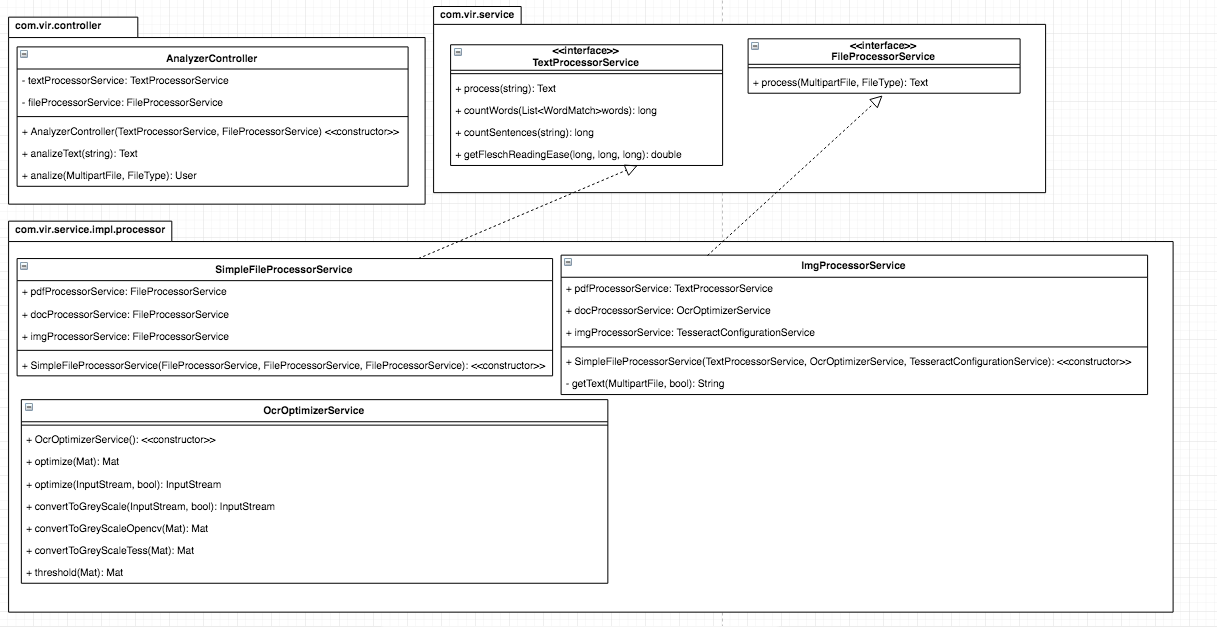 com.vir.controller
AnalyzerController
- textProcessorService: TextProcessorService
- fileProcessorService: FileProcessorService
+ AnalyzerController(TextProcessorService, FileProcessorService) <<constructor>>
+ analizeText(string): Text
+ analize(MultipartFile, FileType): User
com.vir.service
<<interface>>
TextProcessorService
+ process(string): Text
+ countWords(List<WordMatch>words): long
+ countSentences(string): long
+ getFleschReadingEase(long, long, long): double
<<interface>>
FileProcessorService
+ process(MultipartFile, FileType): Text
com.vir.service.impl.processor
SimpleFileProcessorService
+ pdfProcessorService: FileProcessorService
+ docProcessorService: FileProcessorService
+ imgProcessorService: FileProcessorService
+ SimpleFileProcessorService(FileProcessorService, FileProcessorService, FileProcessorService): <<constructor>>
ImgProcessorService
+ pdfProcessorService: TextProcessorService
+ docProcessorService: OcrOptimizerService
+ imgProcessorService: TesseractConfigurationService
+ SimpleFileProcessorService(TextProcessorService, OcrOptimizerService, TesseractConfigurationService): <<constructor>>
- getText(MultipartFile, bool): String
OcrOptimizerService
+ OcrOptimizerService(): <<constructor>>
+ optimize(Mat): Mat
+ optimize(InputStream, bool): InputStream
+ convertToGreyScale(InputStream, bool): InputStream
+ convertToGreyScaleOpencv(Mat): Mat
+ convertToGreyScaleTess(Mat): Mat
+ threshold(Mat): Mat